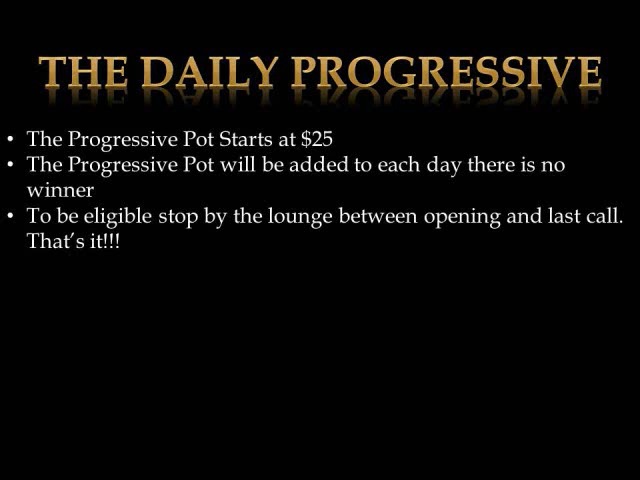 THE DAILY PROGRESSIVE
• The Progressive Pot Starts at $25
• The Progressive Pot will be added to each day there is no
winner
• To be eligible stop by the lounge between opening and last call.
That’s it!!!